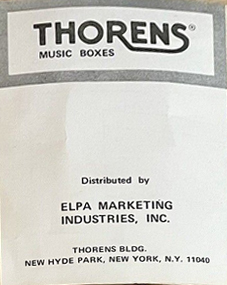 THORENS®
MUSIC BOXES
Distributed by
ELPA MARKETING
INDUSTRIES, INC.
THORENS BLDG.
NEW HYDE PARK, NEW YORK, N.Y. 11040